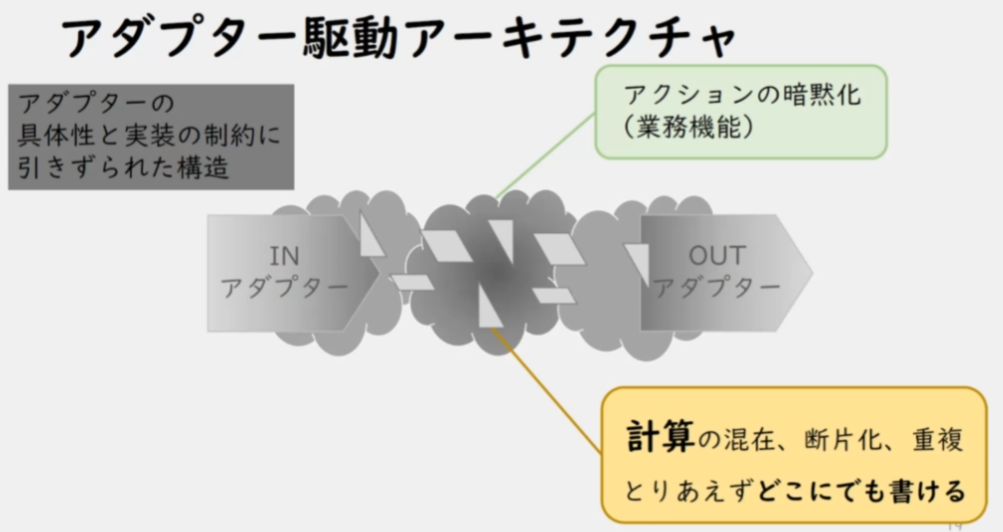 アダプター駆動アーキテクチャ
アダプターの
具体性と実装の制約に
引きずられた構造
アクションの暗黙化
(業務機能)
IN
アダプター
OUT
アダプター
計算の混在、断片化、重複
とりあえずどこにでも書ける